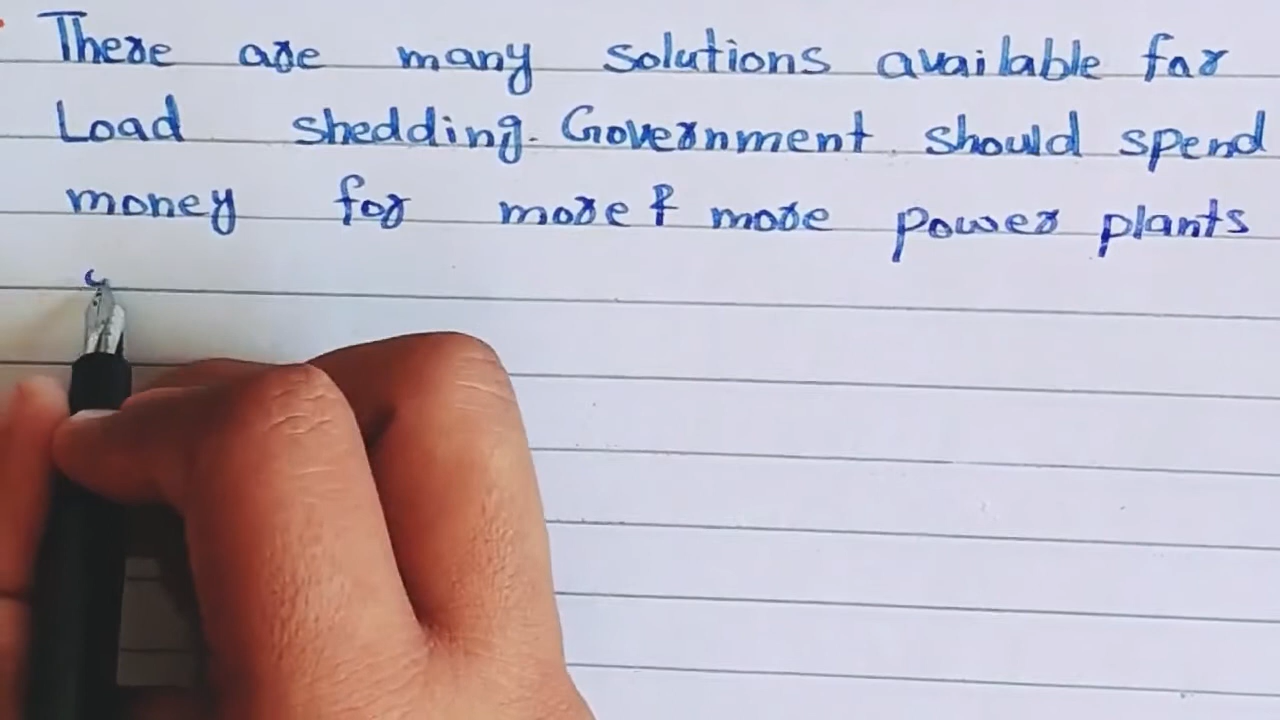 There are many solutions available for
Load shedding. Government should spend
money for more & more power plants